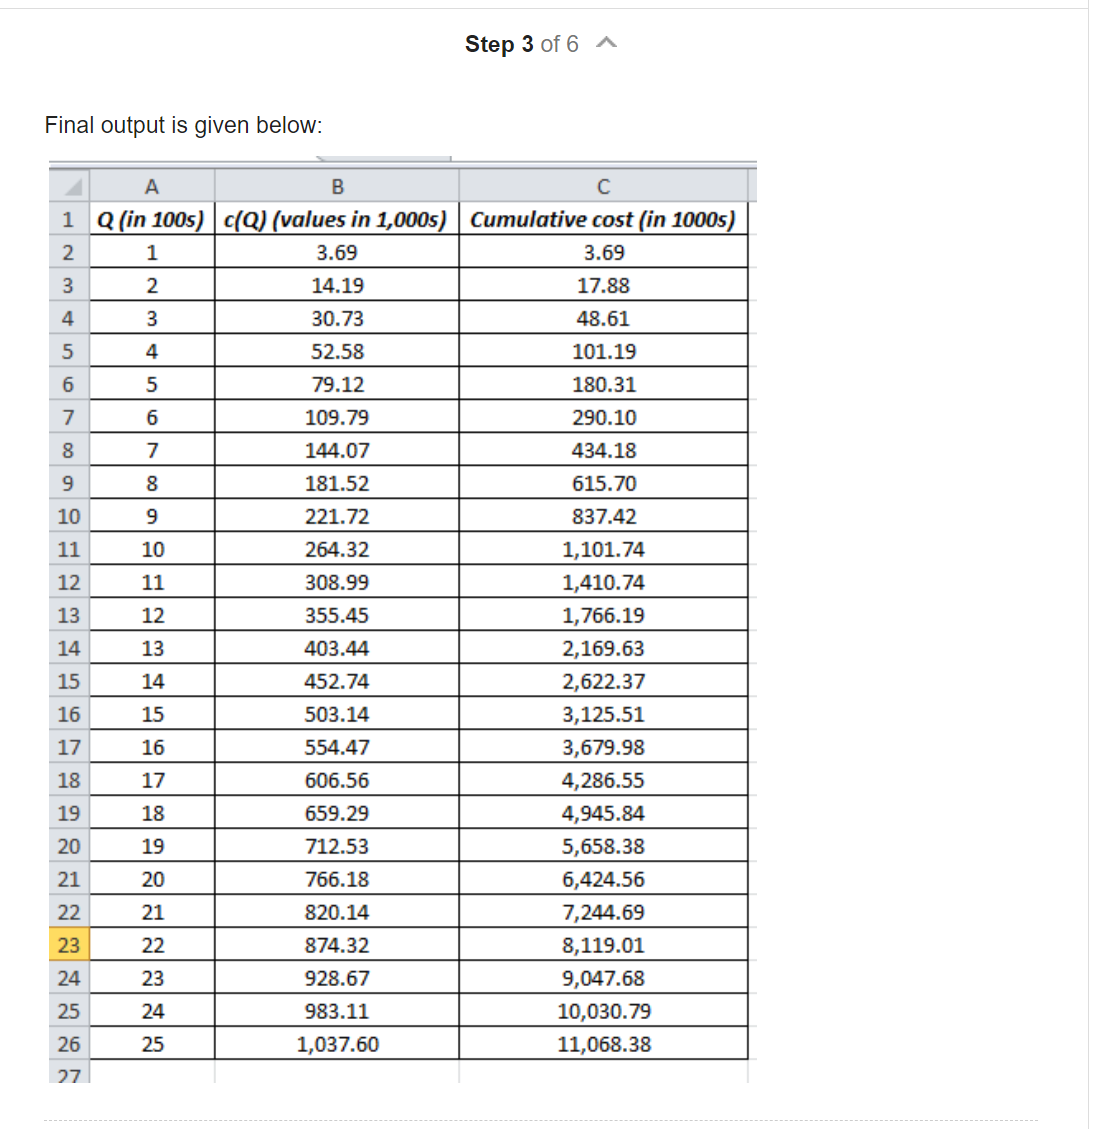 Step 3 of 6
Final output is given below:
A B C
1 Q (in 100s) c(Q) (values in 1,000s) Cumulative cost (in 1000s)
2 1 3.69 3.69
3 2 14.19 17.88
4 3 30.73 48.61
5 4 52.58 101.19
6 5 79.12 180.31
7 6 109.79 290.10
8 7 144.07 434.18
9 8 181.52 615.70
10 9 221.72 837.42
11 10 264.32 1,101.74
12 11 308.99 1,410.74
13 12 355.45 1,766.19
14 13 403.44 2,169.63
15 14 452.74 2,622.37
16 15 503.14 3,125.51
17 16 554.47 3,679.98
18 17 606.56 4,286.55
19 18 659.29 4,945.84
20 19 712.53 5,658.38
21 20 766.18 6,424.56
22 21 820.14 7,244.69
23 22 874.32 8,119.01
24 23 928.67 9,047.68
25 24 983.11 10,030.79
26 25 1,037.60 11,068.38
27